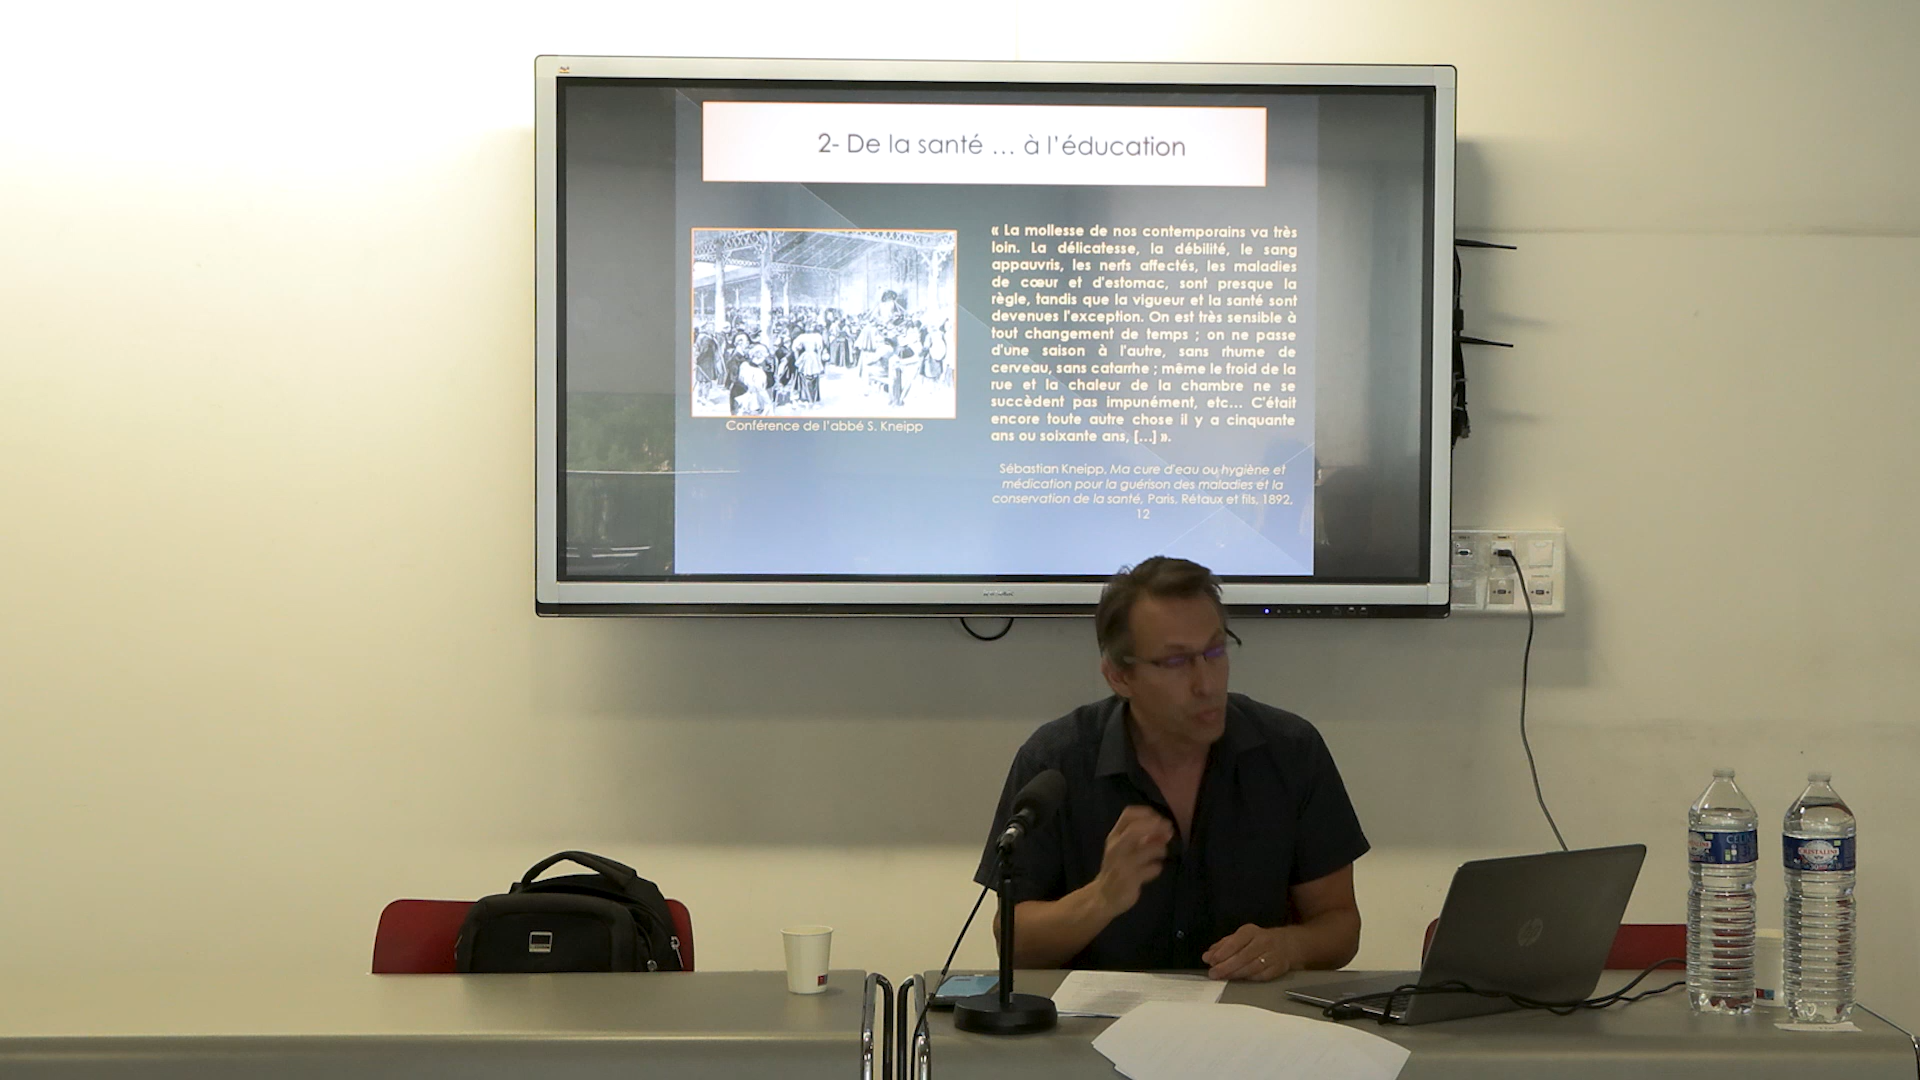 2- De la santé ... à l'éducation
« La mollesse de nos contemporains va très
loin. La délicatesse, la débilité, le sang
appauvris, les nerfs affectés, les maladies
de cœur et d'estomac, sont presque la
règle, tandis que la vigueur et la santé sont
devenues l'exception. On est très sensible à
tout changement de temps ; on ne passe
d'une saison à l'autre, sans rhume de
cerveau, sans catarrhe ; même le froid de la
rue et la chaleur de la chambre ne se
succèdent pas impunément, etc... C'était
encore toute autre chose il y a cinquante
ans ou soixante ans, [...] ».
Conférence de l'abbé S. Kneipp
Sébastian Kneipp, Ma cure d'eau ou hygiène et
médication pour la guérison des maladies et la
conservation de la santé, Paris, Rétaux et fils, 1892,
12
hp
CRISTALINE